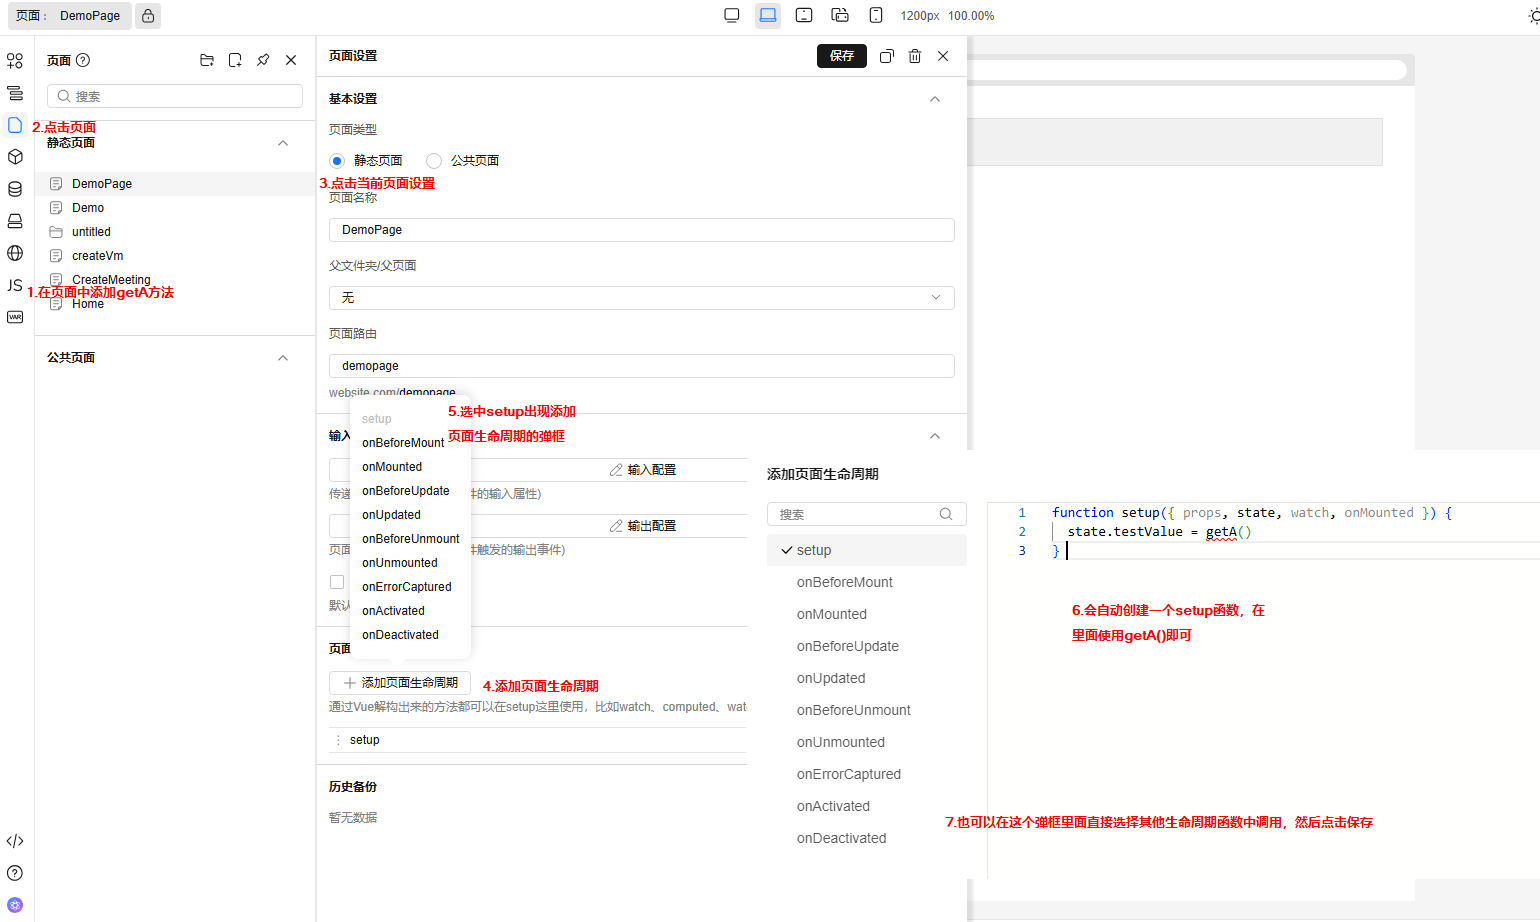 页面： DemoPage
1200px 100.00%
页面
搜索
2.点击页面
静态页面
DemoPage
Demo
untitled
createVm
CreateMeeting
JS
1.在页面中添加getA方法
Home
VAR
公共页面
页面设置
保存
基本设置
页面类型
静态页面 公共页面
3.点击当前页面设置
页面名称
DemoPage
父文件夹/父页面
无
页面路由
demopage
website.com/demopage
setup
onBeforeMount
onMounted
onBeforeUpdate
onUpdated
onBeforeUnmount
onUnmounted
onErrorCaptured
onActivated
onDeactivated
5.选中setup出现添加
页面生命周期的弹框
输入
输入配置
传递 件的输入属性)
输出配置
页面 件触发的输出事件)
默认
页面
添加页面生命周期
4.添加页面生命周期
通过Vue解构出来的方法都可以在setup这里使用，比如watch、computed、wat
setup
历史备份
暂无数据
添加页面生命周期
搜索
setup
onBeforeMount
onMounted
onBeforeUpdate
onUpdated
onBeforeUnmount
onUnmounted
onErrorCaptured
onActivated
onDeactivated
1 function setup({ props, state, watch, onMounted }) {
2 state.testValue = getA()
3 }
6.会自动创建一个setup函数，在
里面使用getA()即可
7.也可以在这个弹框里面直接选择其他生命周期函数中调用，然后点击保存